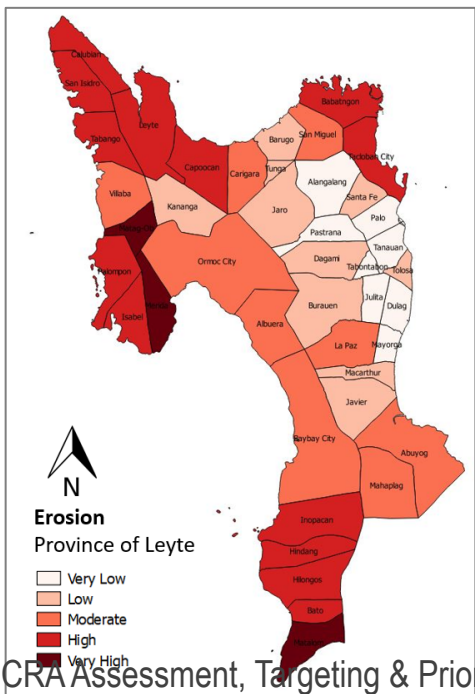 Calubian
San Isidro
Babatngon
Leyte
Tabango
Barugo
San Miguel
Tacloban City
Capoocan
Carigara
Tunga
Alangalang
Villaba
Kananga
Santa Fe
Jaro
Palo
Matag-Ob
Pastrana
Tanauan
Palompon
Ormoc City
Dagami
Tabontabon
Tolosa
Merida
Isabel
Albuera
Burauen
Julita
Dulag
La Paz
Mayorga
Macarthur
Javier
Baybay City
Abuyog
Mahaplag
N
Inopacan
Erosion
Province of Leyte
Hindang
Very Low
Hilongos
Low
Moderate
Bato
High
Very High
CRA Assessment, Targeting & Prio